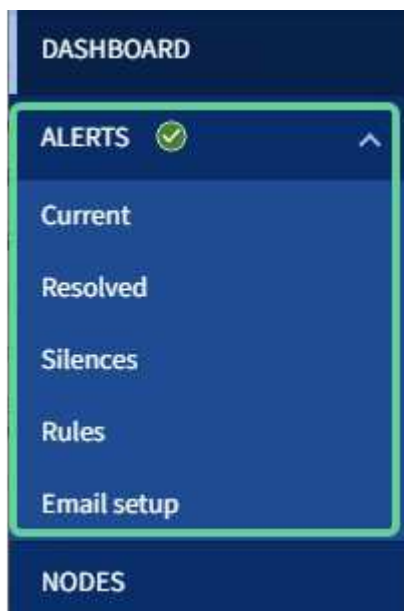 DASHBOARD
ALERTS
Current
Resolved
Silences
Rules
Email setup
NODES